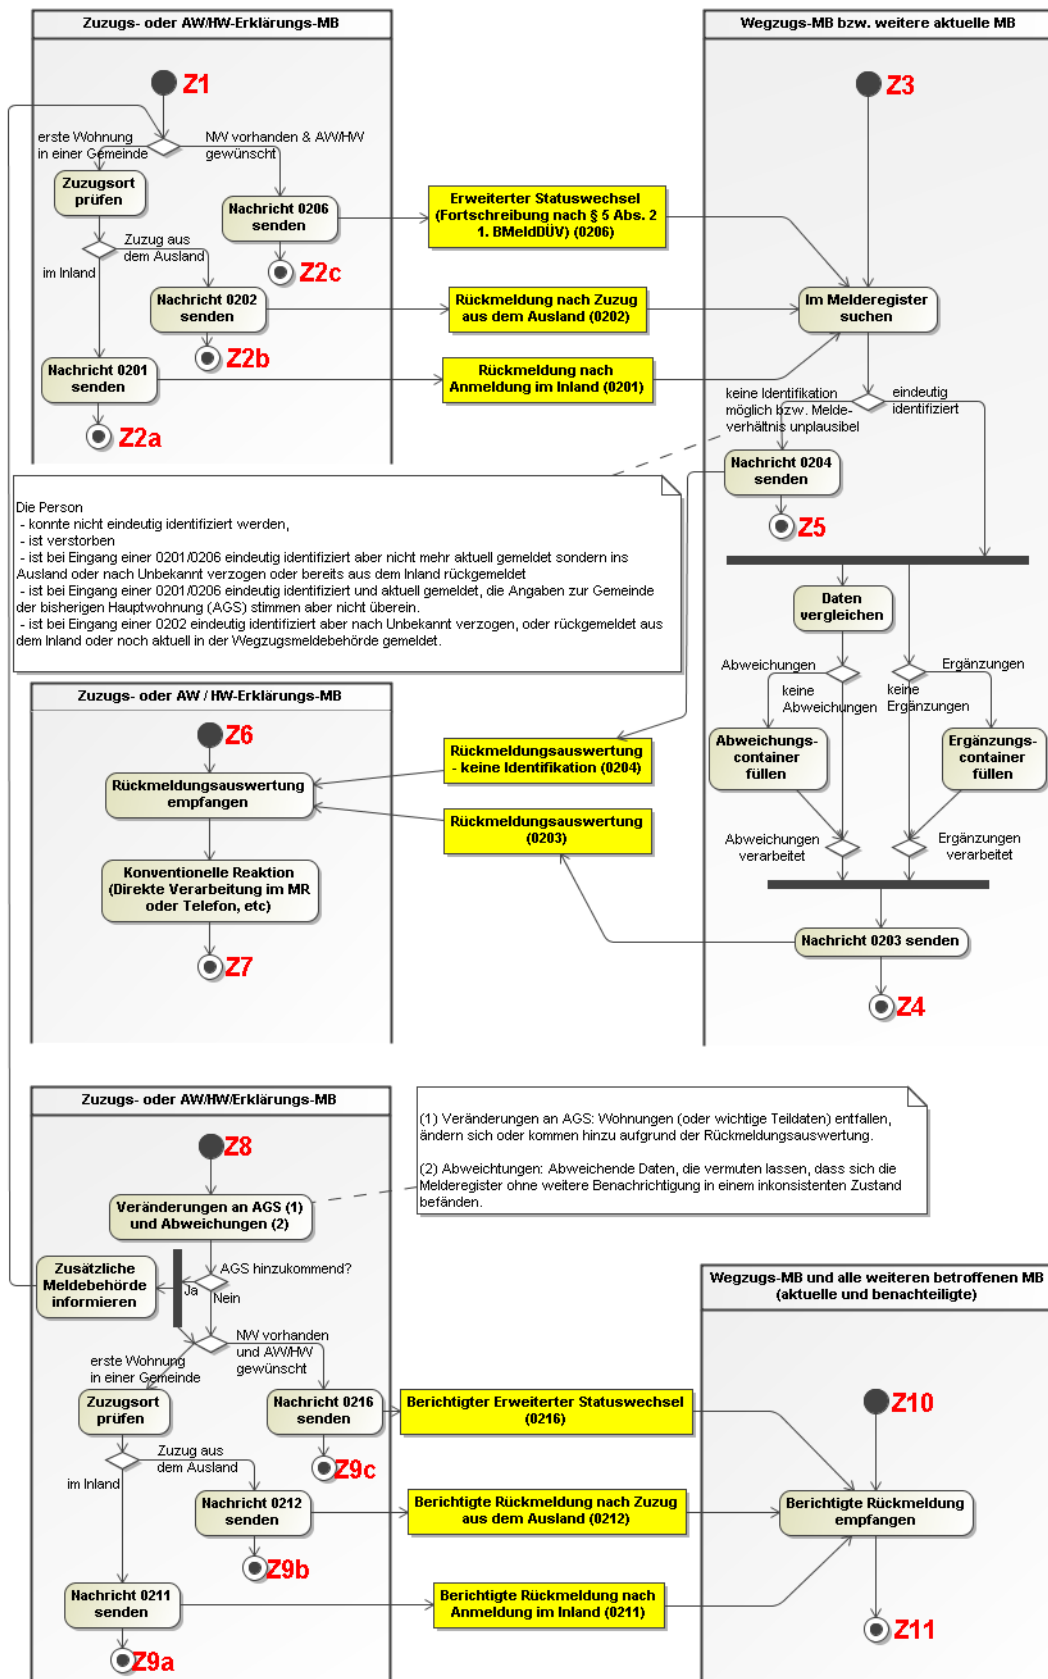 Zuzugs- oder AW/HW-Erklärungs-MB
Z1
erste Wohnung
in einer Gemeinde
NW vorhanden & AW/HW
gewünscht
Zuzugsort
prüfen
Nachricht 0206
senden
Z2c
Zuzug aus
dem Ausland
im Inland
Nachricht 0202
senden
Z2b
Nachricht 0201
senden
Z2a
Erweiterter Statuswechsel
(Fortschreibung nach § 5 Abs. 2
1. BMeldDÜV) (0206)
Rückmeldung nach Zuzug
aus dem Ausland (0202)
Rückmeldung nach
Anmeldung im Inland (0201)
Wegzugs-MB bzw. weitere aktuelle MB
Z3
Im Melderegister
suchen
keine Identifikation
möglich bzw. Melde-
verhältnis unplausibel
eindeutig
identifiziert
Nachricht 0204
senden
Z5
Daten
vergleichen
Abweichungen
keine
Abweichungen
Ergänzungen
keine
Ergänzungen
Abweichungs-
container
füllen
Ergänzungs-
container
füllen
Abweichungen
verarbeitet
Ergänzungen
verarbeitet
Nachricht 0203 senden
Z4
Die Person
- konnte nicht eindeutig identifiziert werden,
- ist verstorben
- ist bei Eingang einer 0201/0206 eindeutig identifiziert aber nicht mehr aktuell gemeldet sondern ins
Ausland oder nach Unbekannt verzogen oder bereits aus dem Inland rückgemeldet
- ist bei Eingang einer 0201/0206 eindeutig identifiziert und aktuell gemeldet, die Angaben zur Gemeinde
der bisherigen Hauptwohnung (AGS) stimmen aber nicht überein.
- ist bei Eingang einer 0202 eindeutig identifiziert aber nach Unbekannt verzogen, oder rückgemeldet aus
dem Inland oder noch aktuell in der Wegzugsmeldebehörde gemeldet.
Zuzugs- oder AW / HW-Erklärungs-MB
Z6
Rückmeldungsauswertung
empfangen
Konventionelle Reaktion
(Direkte Verarbeitung im MR
oder Telefon, etc)
Z7
Rückmeldungsauswertung
- keine Identifikation (0204)
Rückmeldungsauswertung
(0203)
Zuzugs- oder AW/HW/Erklärungs-MB
Z8
Veränderungen an AGS (1)
und Abweichungen (2)
(1) Veränderungen an AGS: Wohnungen (oder wichtige Teildaten) entfallen,
ändern sich oder kommen hinzu aufgrund der Rückmeldungsauswertung.
(2) Abweichtungen: Abweichende Daten, die vermuten lassen, dass sich die
Melderegister ohne weitere Benachrichtigung in einem inkonsistenten Zustand
befänden.
Zusätzliche
Meldebehörde
informieren
AGS hinzukommend?
Ja
Nein
NW vorhanden
und AW/HW
gewünscht
erste Wohnung
in einer Gemeinde
Zuzugsort
prüfen
Nachricht 0216
senden
Z9c
Zuzug aus
dem Ausland
im Inland
Nachricht 0212
senden
Z9b
Nachricht 0211
senden
Z9a
Berichtigter Erweiterter Statuswechsel
(0216)
Berichtigte Rückmeldung nach Zuzug
aus dem Ausland (0212)
Berichtigte Rückmeldung nach
Anmeldung im Inland (0211)
Wegzugs-MB und alle weiteren betroffenen MB
(aktuelle und benachteiligte)
Z10
Berichtigte Rückmeldung
empfangen
Z11